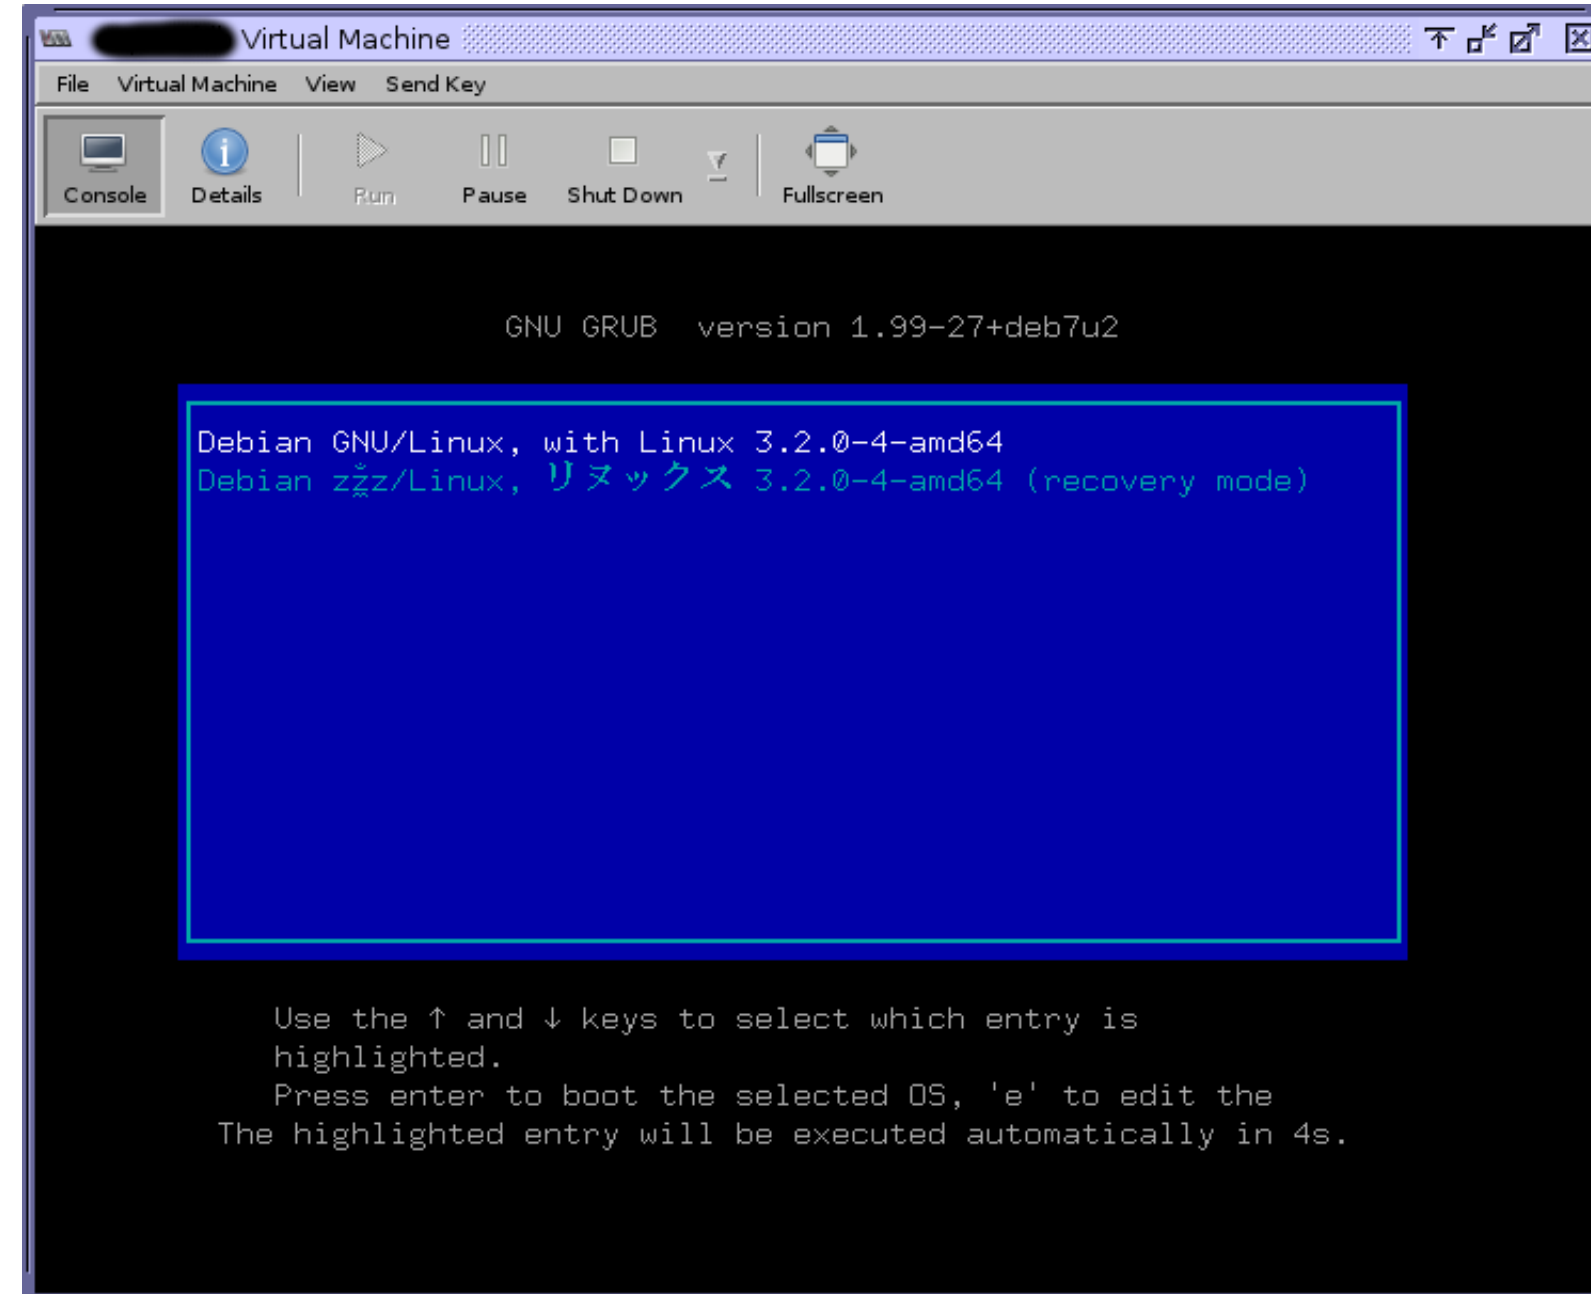 Virtual Machine
File Virtual Machine View Send Key
Console Details Run Pause Shut Down Fullscreen
GNU GRUB version 1.99-27+deb7u2
Debian GNU/Linux, with Linux 3.2.0-4-amd64
Debian zž̥z/Linux, リヌックス 3.2.0-4-amd64 (recovery mode)
Use the ↑ and ↓ keys to select which entry is
highlighted.
Press enter to boot the selected OS, 'e' to edit the
The highlighted entry will be executed automatically in 4s.